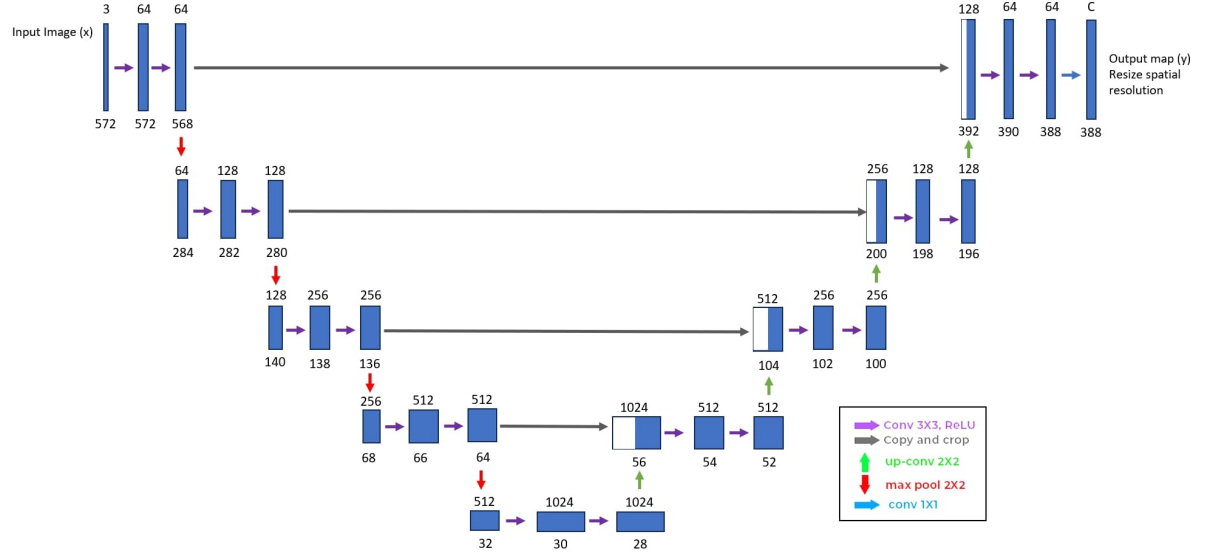 3 64 64
Input Image (x)
572 572 568
128 64 64 C
Output map (y)
Resize spatial
resolution
392 390 388 388
64 128 128
284 282 280
256 128 128
200 198 196
128 256 256
140 138 136
512 256 256
104 102 100
256 512 512
68 66 64
1024 512 512
56 54 52
512 1024 1024
32 30 28
Conv 3X3, ReLU
Copy and crop
up-conv 2X2
max pool 2X2
conv 1X1